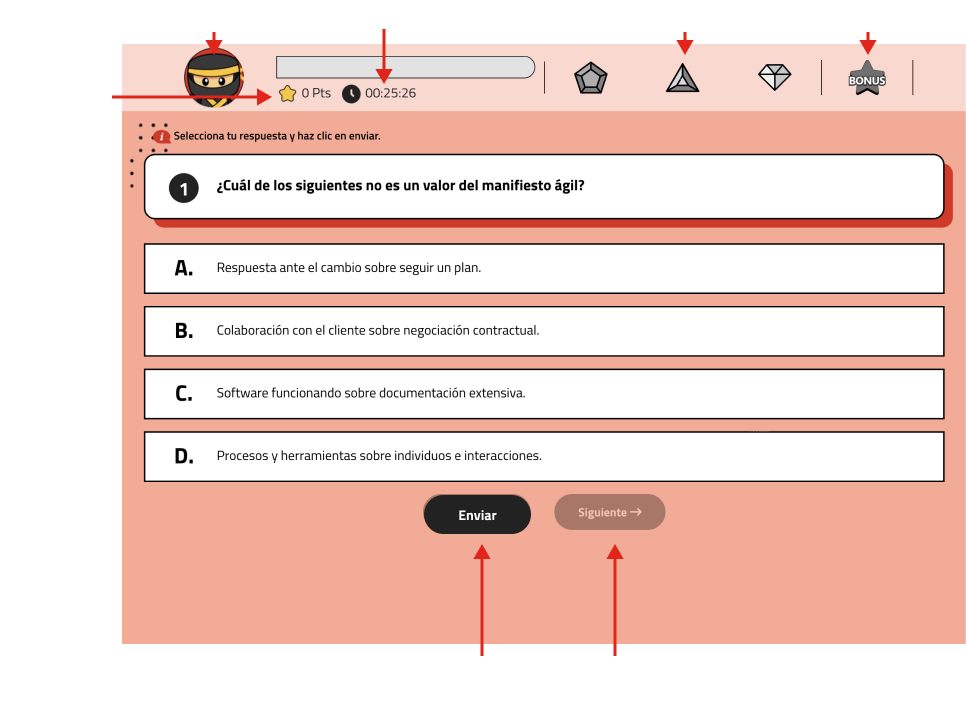 0 Pts 00:25:26
BONUS
Selecciona tu respuesta y haz clic en enviar.
1 ¿Cuál de los siguientes no es un valor del manifiesto ágil?
A. Respuesta ante el cambio sobre seguir un plan.
B. Colaboración con el cliente sobre negociación contractual.
C. Software funcionando sobre documentación extensiva.
D. Procesos y herramientas sobre individuos e interacciones.
Enviar Siguiente →